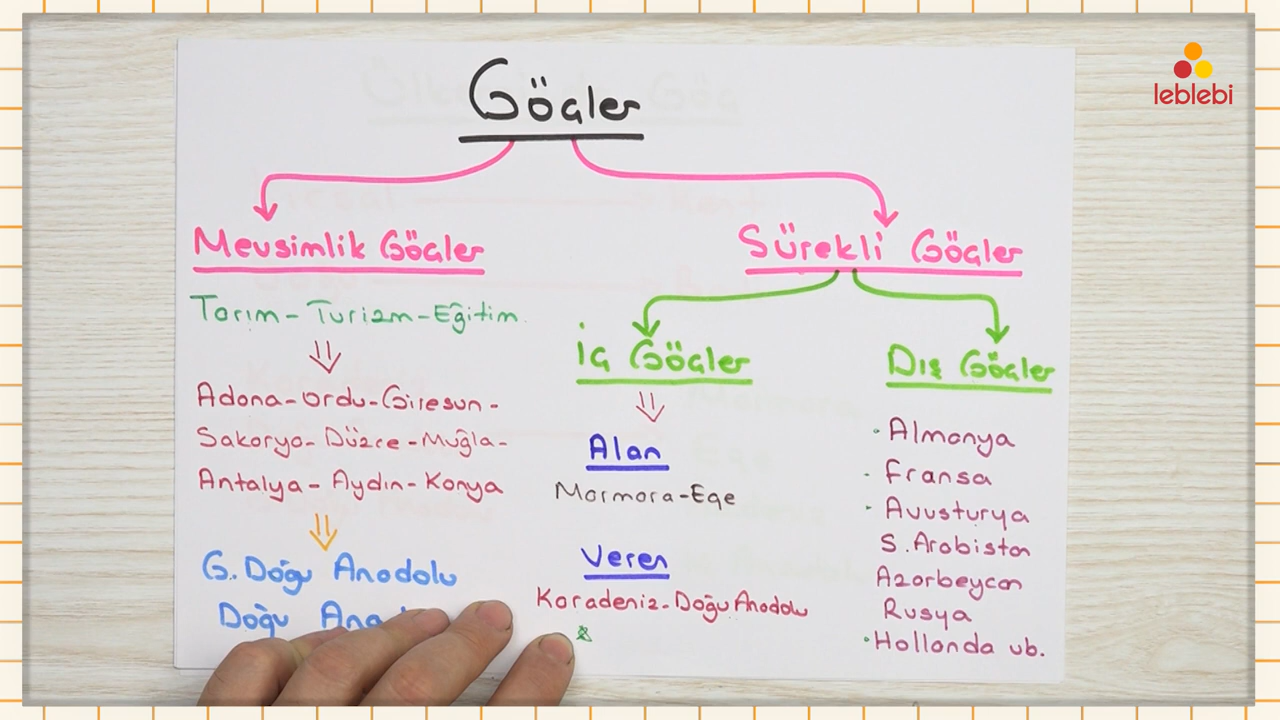 leblebi
Göçler
Mevsimlik Göçler
Tarım - Turizm - Eğitim
Adana - Ordu - Giresun -
Sakarya - Düzce - Muğla -
Antalya - Aydın - Konya
G. Doğu Anadolu
Doğu
Sürekli Göçler
İç Göçler
Alan
Marmara - Ege
Veren
Karadeniz - Doğu Anadolu
Dış Göçler
· Almanya
· Fransa
· Avusturya
S. Arabistan
Azerbeycan
Rusya
· Hollanda vb.